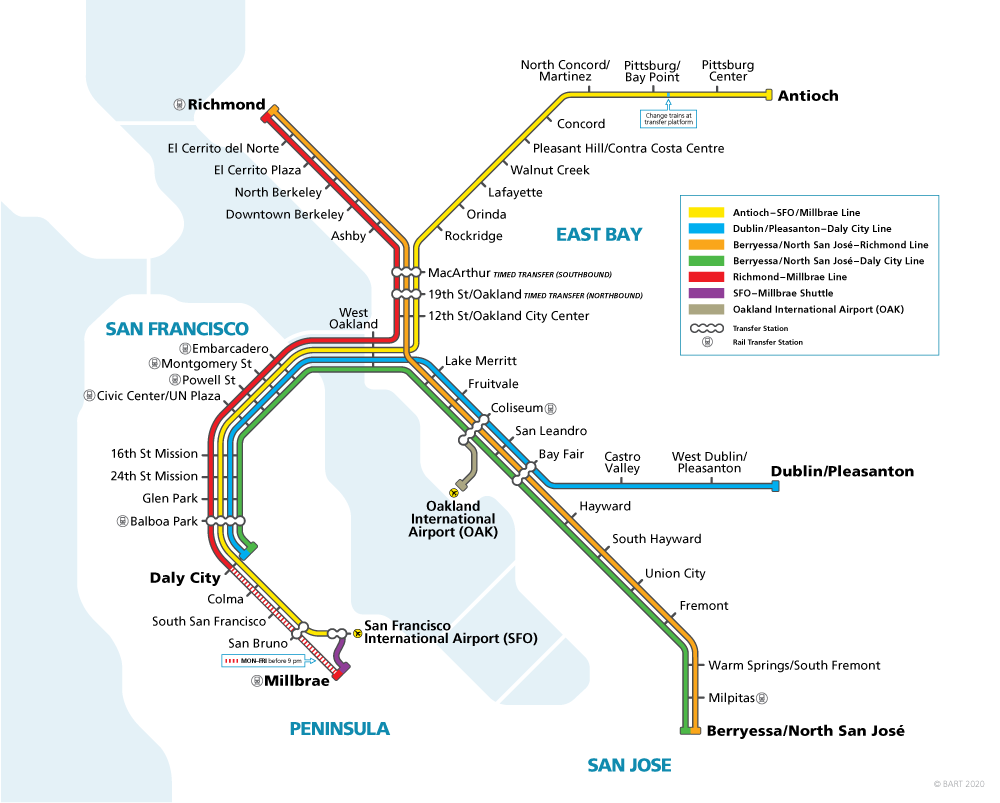 North Concord/
Martinez
Pittsburg/
Bay Point
Pittsburg
Center
Antioch
Change trains at
transfer platform
Richmond
El Cerrito del Norte
El Cerrito Plaza
North Berkeley
Downtown Berkeley
Ashby
Concord
Pleasant Hill/Contra Costa Centre
Walnut Creek
Lafayette
Orinda
Rockridge
EAST BAY
Antioch–SFO/Millbrae Line
Dublin/Pleasanton–Daly City Line
Berryessa/North San José–Richmond Line
Berryessa/North San José–Daly City Line
Richmond–Millbrae Line
SFO–Millbrae Shuttle
Oakland International Airport (OAK)
Transfer Station
Rail Transfer Station
MacArthur TIMED TRANSFER (SOUTHBOUND)
19th St/Oakland TIMED TRANSFER (NORTHBOUND)
12th St/Oakland City Center
West
Oakland
SAN FRANCISCO
Embarcadero
Montgomery St
Powell St
Civic Center/UN Plaza
16th St Mission
24th St Mission
Glen Park
Balboa Park
Daly City
Colma
South San Francisco
San Bruno
MON–FRI before 9 pm
Millbrae
San Francisco
International Airport (SFO)
PENINSULA
Lake Merritt
Fruitvale
Coliseum
San Leandro
Bay Fair
Castro
Valley
West Dublin/
Pleasanton
Dublin/Pleasanton
Oakland
International
Airport (OAK)
Hayward
South Hayward
Union City
Fremont
Warm Springs/South Fremont
Milpitas
Berryessa/North San José
SAN JOSE
© BART 2020